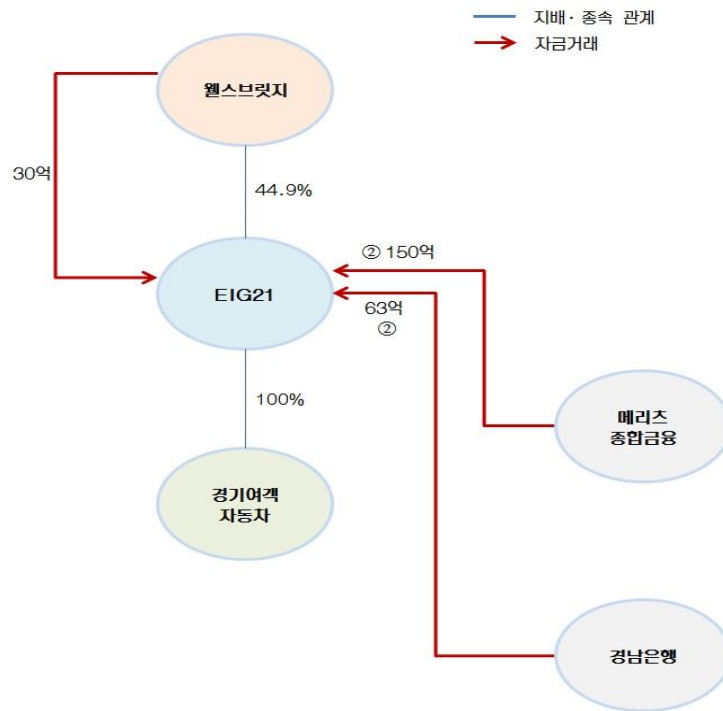 지배· 종속 관계
자금거래
웰스브릿지
30억
44.9%
② 150억
EIG21
63억
②
100%
메리츠
종합금융
경기여객
자동차
경남은행